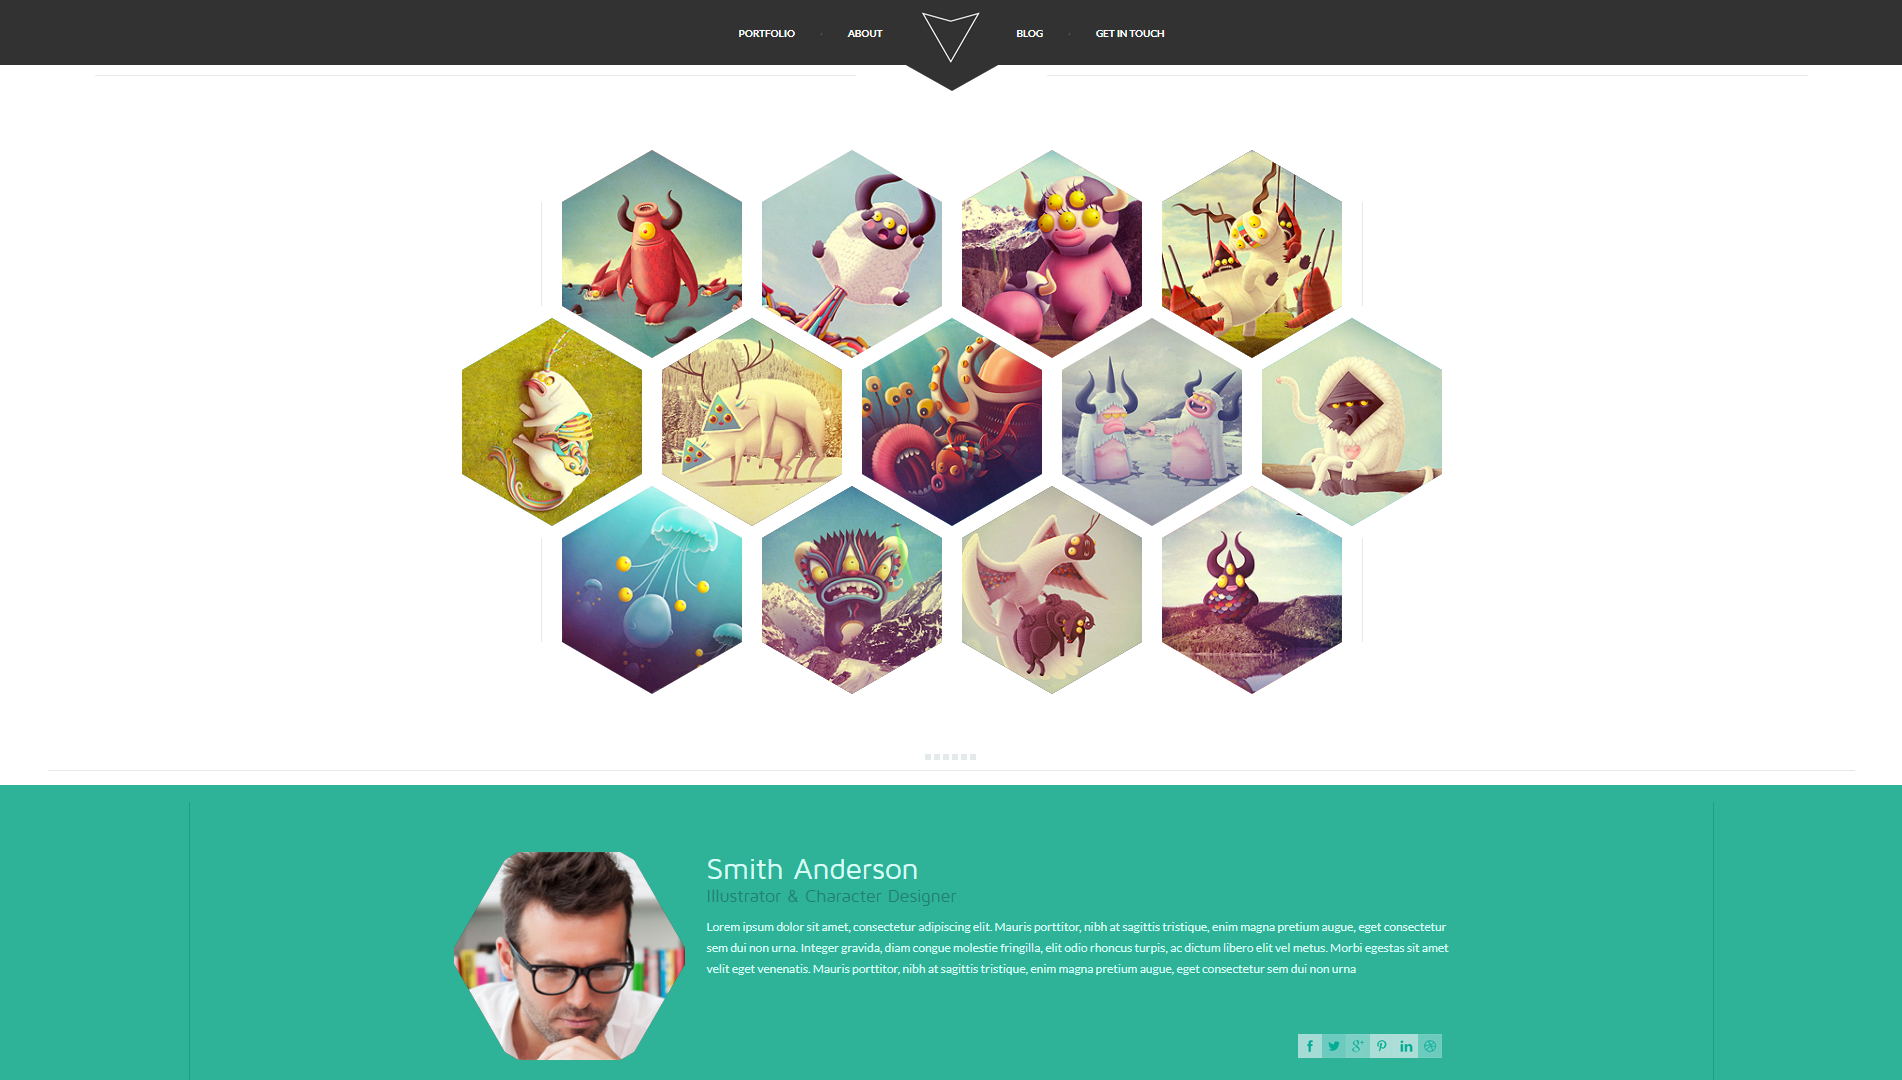 PORTFOLIO
ABOUT
BLOG
GET IN TOUCH
Smith Anderson
Illustrator & Character Designer
Lorem ipsum dolor sit amet, consectetur adipiscing elit. Mauris porttitor, nibh at sagittis tristique, enim magna pretium augue, eget consectetur
sem dui non urna. Integer gravida, diam congue molestie fringilla, elit odio rhoncus turpis, ac dictum libero elit vel metus. Morbi egestas sit amet
velit eget venenatis. Mauris porttitor, nibh at sagittis tristique, enim magna pretium augue, eget consectetur sem dui non urna